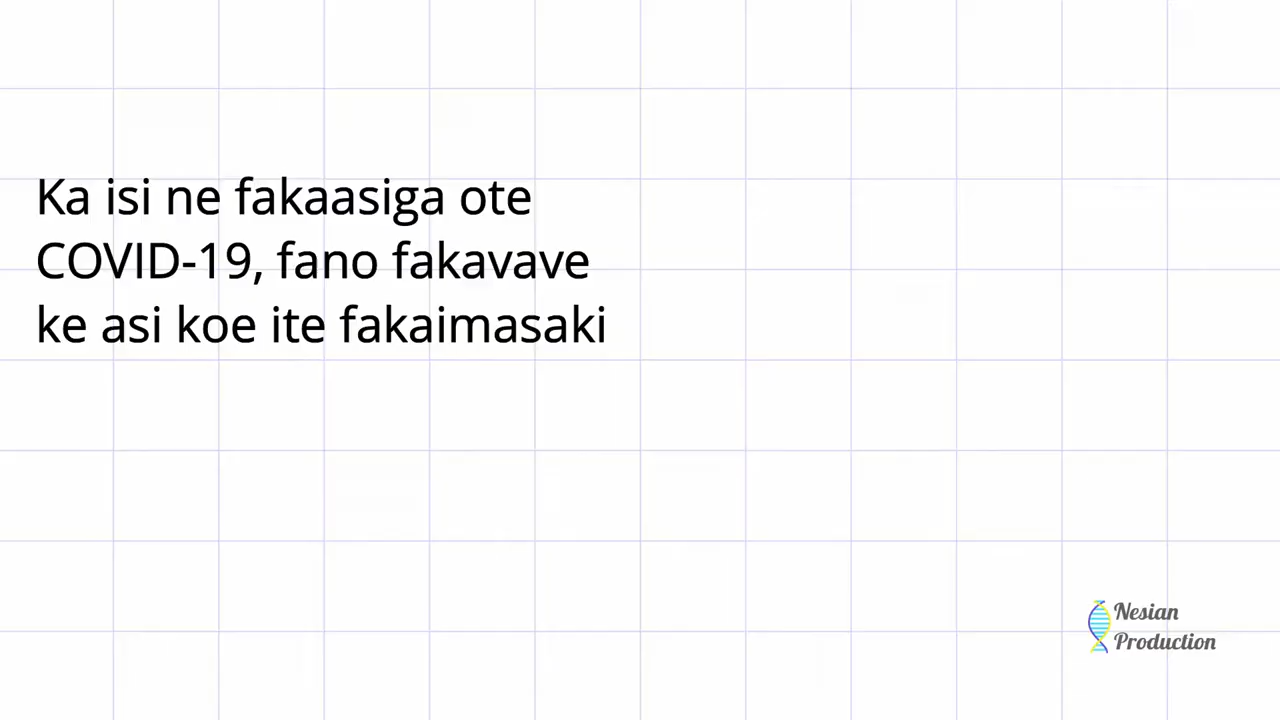 Ka isi ne fakaasiga ote
COVID-19, fano fakavave
ke asi koe ite fakaimasaki
Nesian
Production